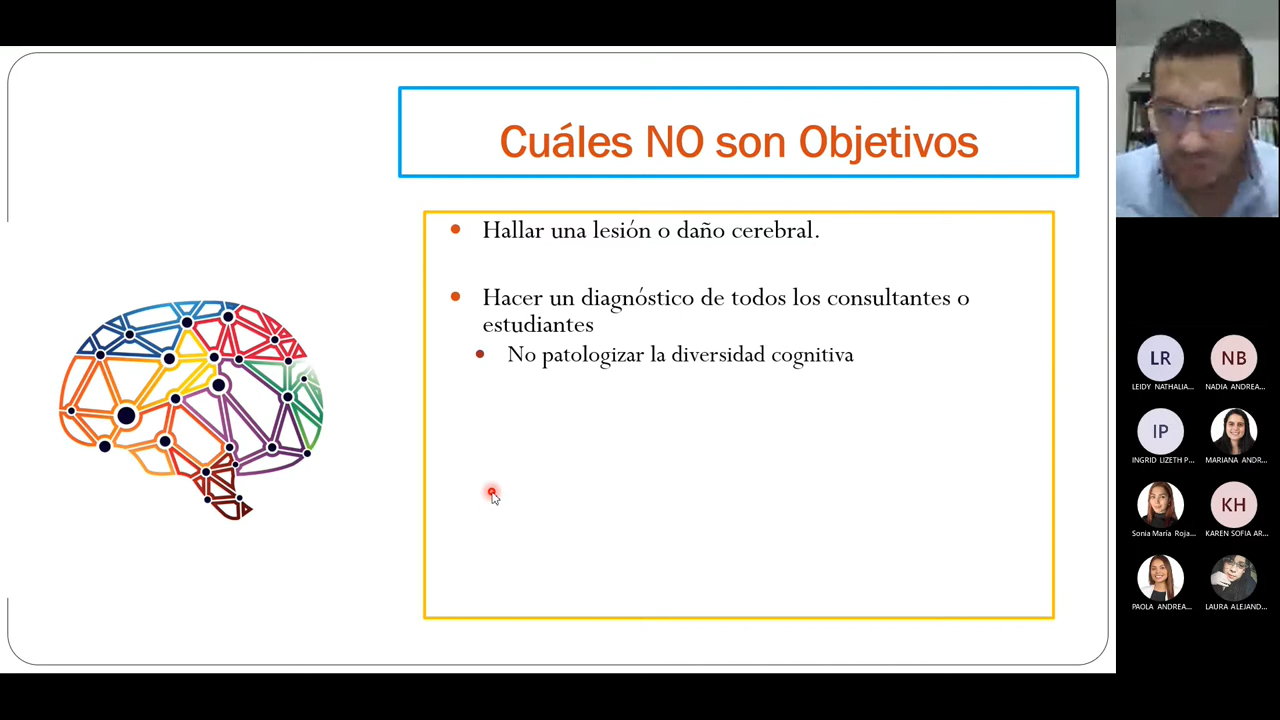 Cuáles NO son Objetivos
Hallar una lesión o daño cerebral.
Hacer un diagnóstico de todos los consultantes o
estudiantes
No patologizar la diversidad cognitiva
LR
NB
LEIDY NATHALIA...
NADIA ANDREA...
IP
INGRID LIZETH P...
MARIANA ANDR...
KH
Sonia María Roja...
KAREN SOFIA AR...
PAOLA ANDREA...
LAURA ALEJAND...